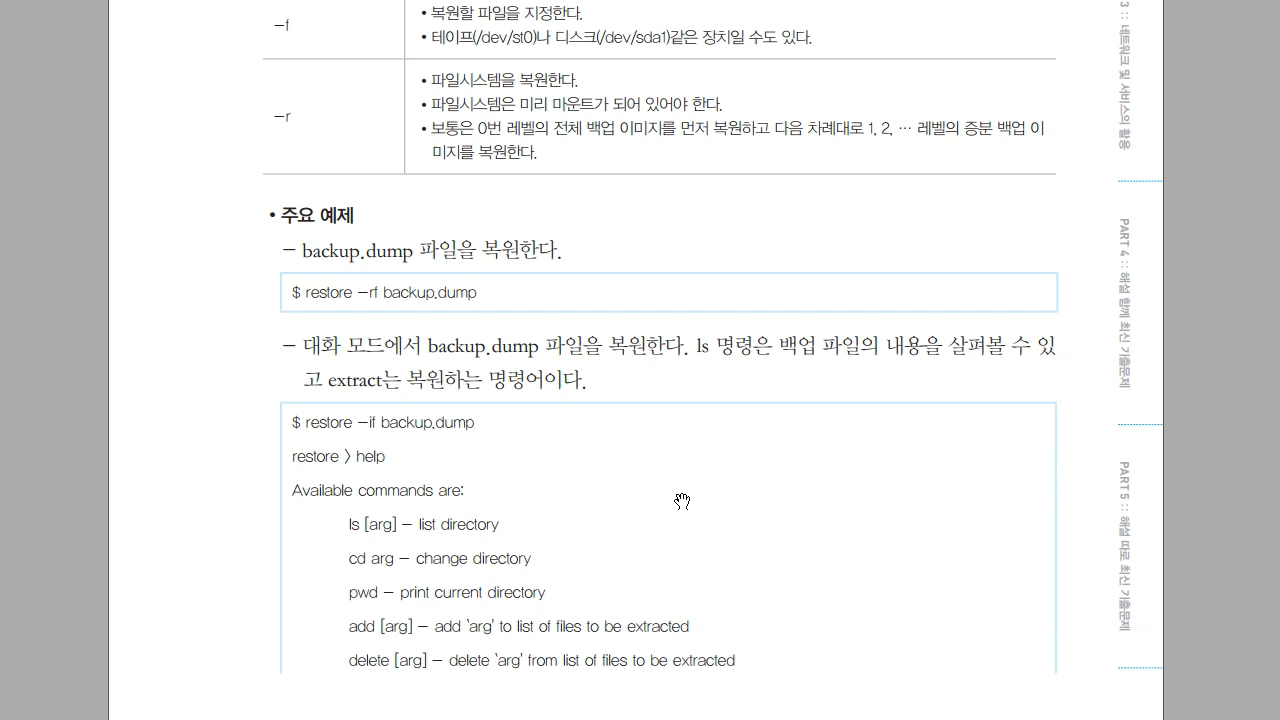 –f
• 복원할 파일을 지정한다.
• 테이프(/dev/st0)나 디스크(/dev/sda1)같은 장치일 수도 있다.
–r
• 파일시스템을 복원한다.
• 파일시스템은 미리 마운트가 되어 있어야 한다.
• 보통은 0번 레벨의 전체 백업 이미지를 먼저 복원하고 다음 차례대로 1, 2, … 레벨의 증분 백업 이
미지를 복원한다.
• 주요 예제
– backup.dump 파일을 복원한다.
$ restore –rf backup.dump
– 대화 모드에서 backup.dump 파일을 복원한다. ls 명령은 백업 파일의 내용을 살펴볼 수 있
고 extract는 복원하는 명령어이다.
$ restore –if backup.dump
restore 〉 help
Available commands are:
ls [arg] – list directory
cd arg – change directory
pwd – print current directory
add [arg] – add `arg' to list of files to be extracted
delete [arg] – delete `arg' from list of files to be extracted
3 :: 네트워크 및 서비스의 활용
PART 4 :: 해설 함께 최신 기출문제
PART 5 :: 해설 따로 최신 기출문제